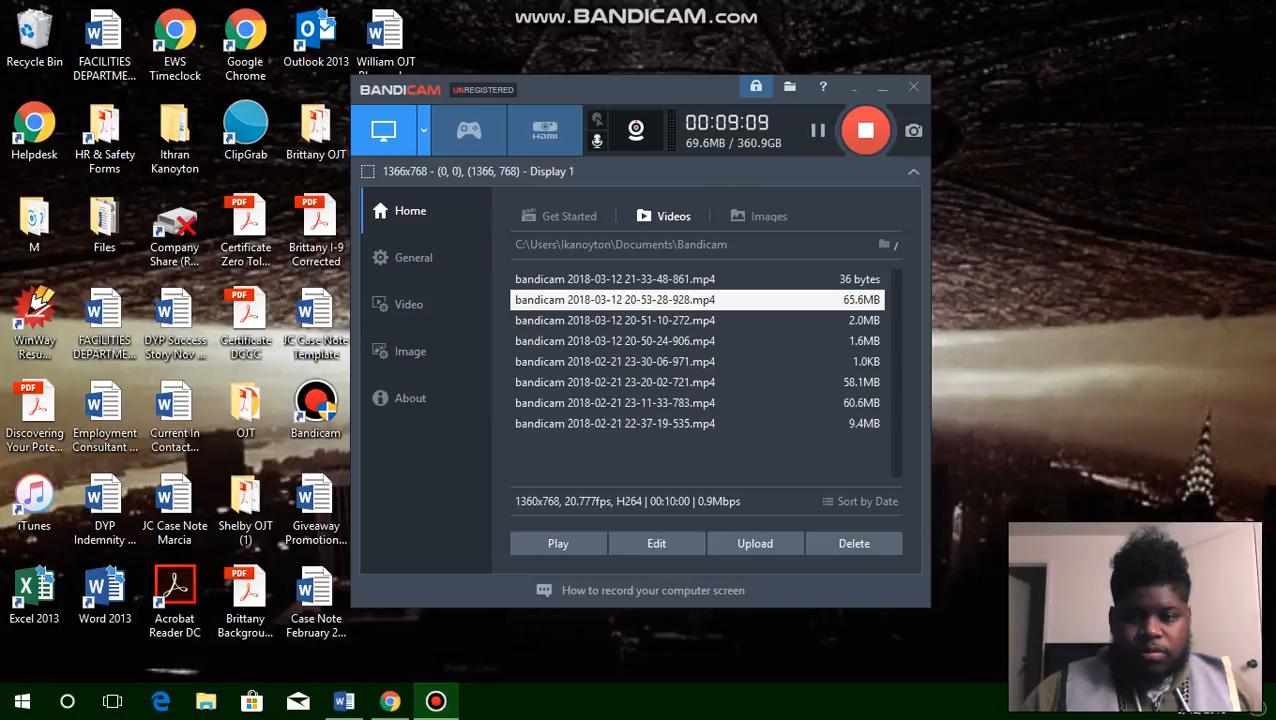 www.BANDICAM.com
Recycle Bin
FACILITIES DEPARTME...
EWS Timeclock
Google Chrome
Outlook 2013
William OJT
Helpdesk
HR & Safety Forms
Ithran Kanoyton
ClipGrab
Brittany OJT
M
Files
Company Share (R...
Certificate Zero Tol...
Brittany I-9 Corrected
WinWay Resu...
FACILITIES DEPARTME...
DYP Success Story Nov ...
Certificate DCCC
JC Case Note Template
Discovering Your Pote...
Employment Consultant ...
Current In Contact...
OJT
Bandicam
iTunes
DYP Indemnity ...
JC Case Note Marcia
Shelby OJT (1)
Giveaway Promotion...
Excel 2013
Word 2013
Acrobat Reader DC
Brittany Backgrou...
Case Note February 2...
BANDICAM UNREGISTERED
?
HDMI
00:09:09
69.6MB / 360.9GB
1366x768 - (0, 0), (1366, 768) - Display 1
Home
General
Video
Image
About
Get Started
Videos
Images
C:\Users\Ikanoyton\Documents\Bandicam
/
bandicam 2018-03-12 21-33-48-861.mp4 36 bytes
bandicam 2018-03-12 20-53-28-928.mp4 65.6MB
bandicam 2018-03-12 20-51-10-272.mp4 2.0MB
bandicam 2018-03-12 20-50-24-906.mp4 1.6MB
bandicam 2018-02-21 23-30-06-971.mp4 1.0KB
bandicam 2018-02-21 23-20-02-721.mp4 58.1MB
bandicam 2018-02-21 23-11-33-783.mp4 60.6MB
bandicam 2018-02-21 22-37-19-535.mp4 9.4MB
1360x768, 20.777fps, H264 | 00:10:00 | 0.9Mbps
Sort by Date
Play
Edit
Upload
Delete
How to record your computer screen